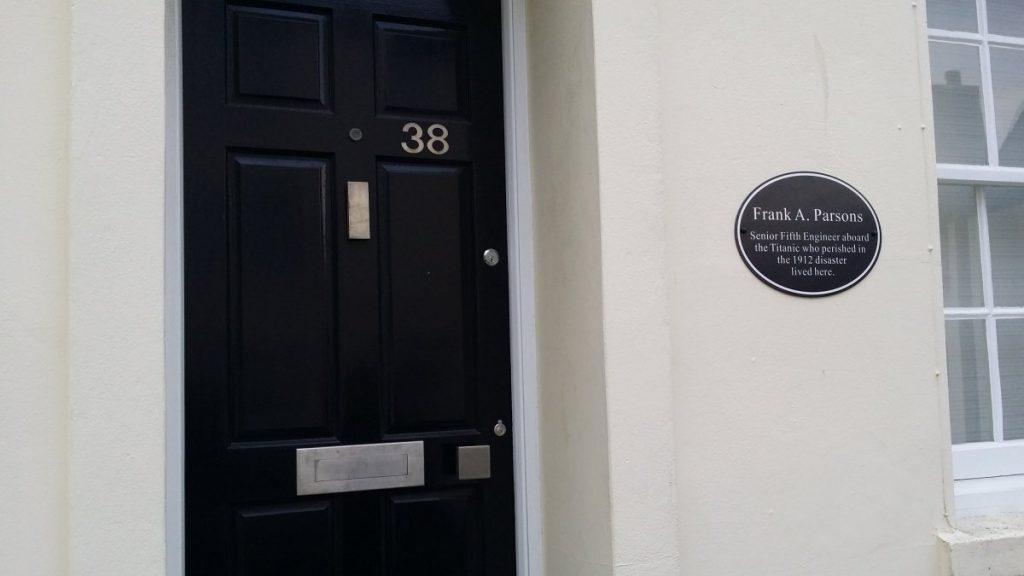 38
Frank A. Parsons
Senior Fifth Engineer aboard
the Titanic who perished in
the 1912 disaster
lived here.